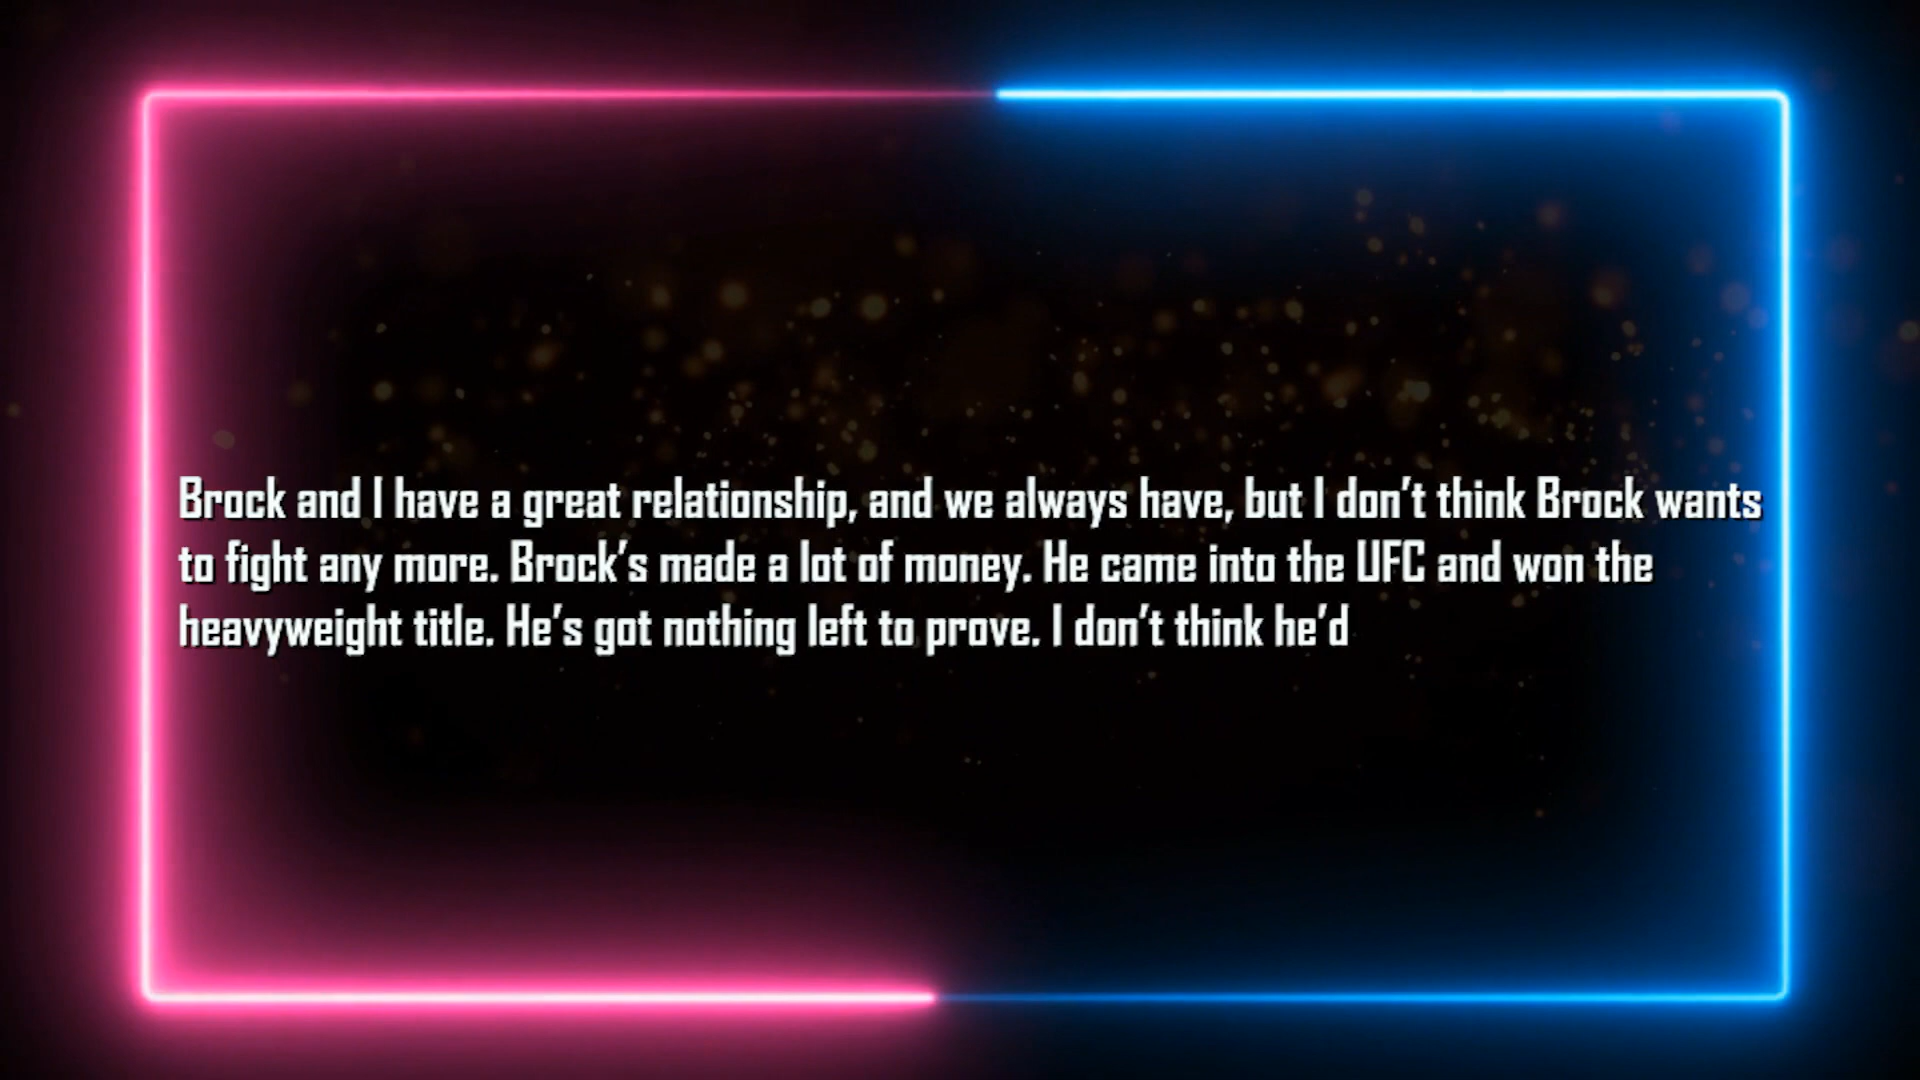 Brock and I have a great relationship, and we always have, but I don’t think Brock wants
to fight any more. Brock’s made a lot of money. He came into the UFC and won the
heavyweight title. He’s got nothing left to prove. I don’t think he’d